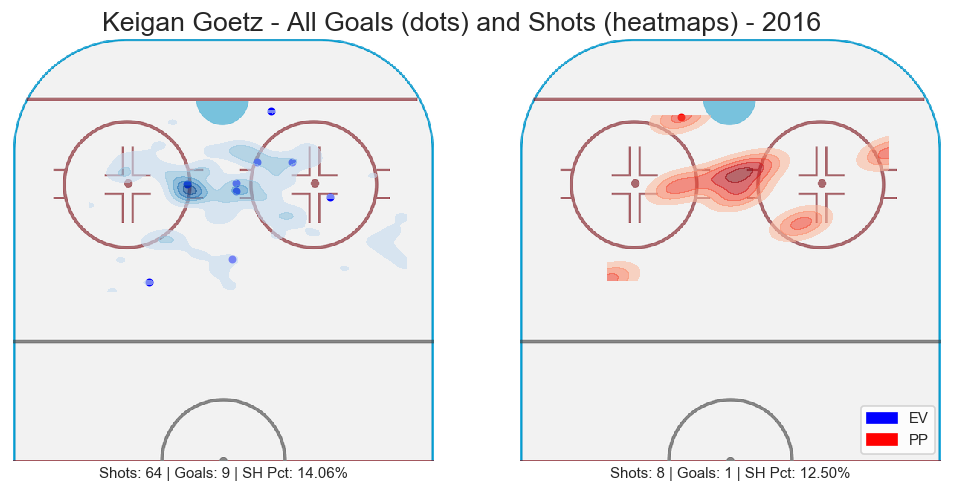 Keigan Goetz - All Goals (dots) and Shots (heatmaps) - 2016
EV
PP
Shots: 64 | Goals: 9 | SH Pct: 14.06%
Shots: 8 | Goals: 1 | SH Pct: 12.50%